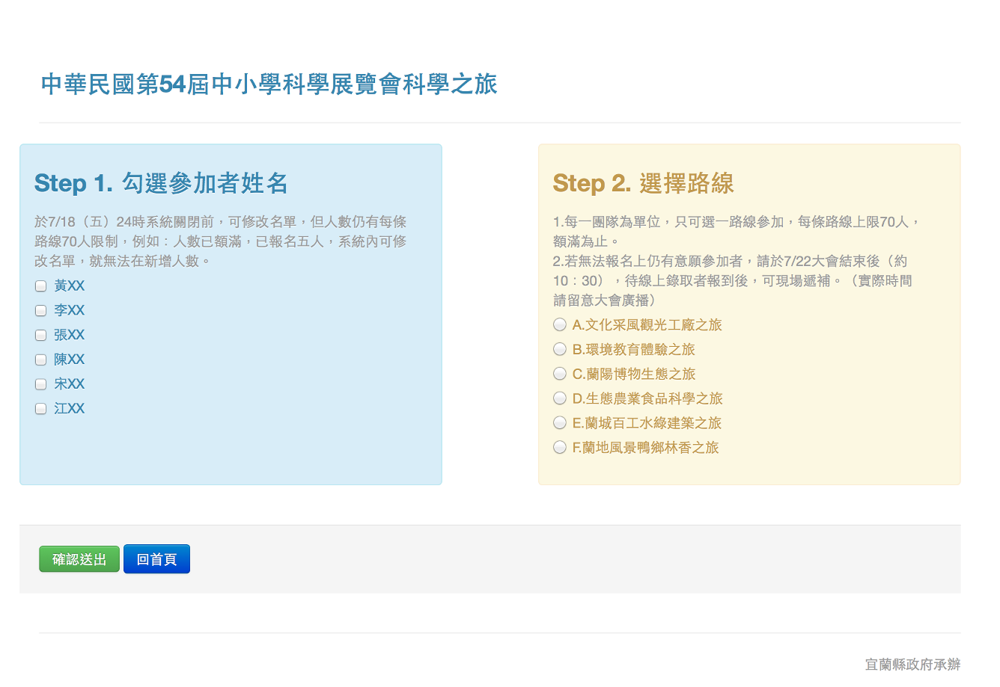 中華民國第54屆中小學科學展覽會科學之旅
Step 1. 勾選參加者姓名
於7/18（五）24時系統關閉前，可修改名單，但人數仍有每條
路線70人限制，例如：人數已額滿，已報名五人，系統內可修
改名單，就無法在新增人數。
黃XX
李XX
張XX
陳XX
宋XX
江XX
Step 2. 選擇路線
1.每一團隊為單位，只可選一路線參加，每條路線上限70人，
額滿為止。
2.若無法報名上仍有意願參加者，請於7/22大會結束後（約
10：30），待線上錄取者報到後，可現場遞補。（實際時間
請留意大會廣播）
A.文化采風觀光工廠之旅
B.環境教育體驗之旅
C.蘭陽博物生態之旅
D.生態農業食品科學之旅
E.蘭城百工水綠建築之旅
F.蘭地風景鴨鄉林香之旅
確認送出
回首頁
宜蘭縣政府承辦